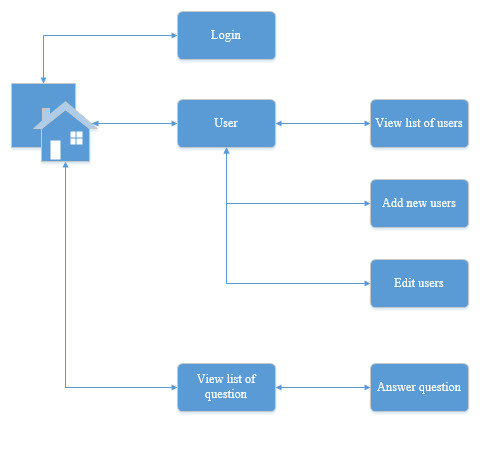 Login
User
View list of users
Add new users
Edit users
View list of
question
Answer question